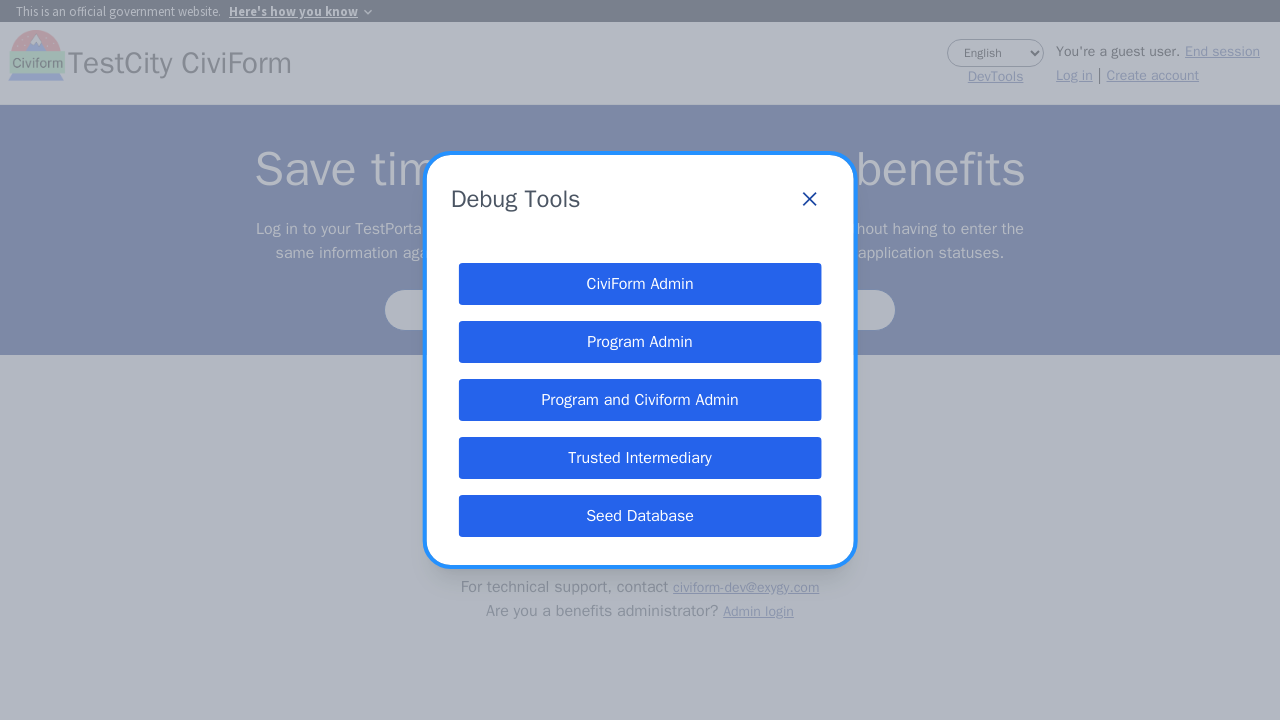 This is an official government website. Here's how you know
Civiform TestCity CiviForm
English
DevTools
You're a guest user. End session
Log in | Create account
Save tim benefits
Log in to your TestPorta hout having to enter the
same information aga application statuses.
Debug Tools
CiviForm Admin
Program Admin
Program and Civiform Admin
Trusted Intermediary
Seed Database
For technical support, contact civiform-dev@exygy.com
Are you a benefits administrator? Admin login